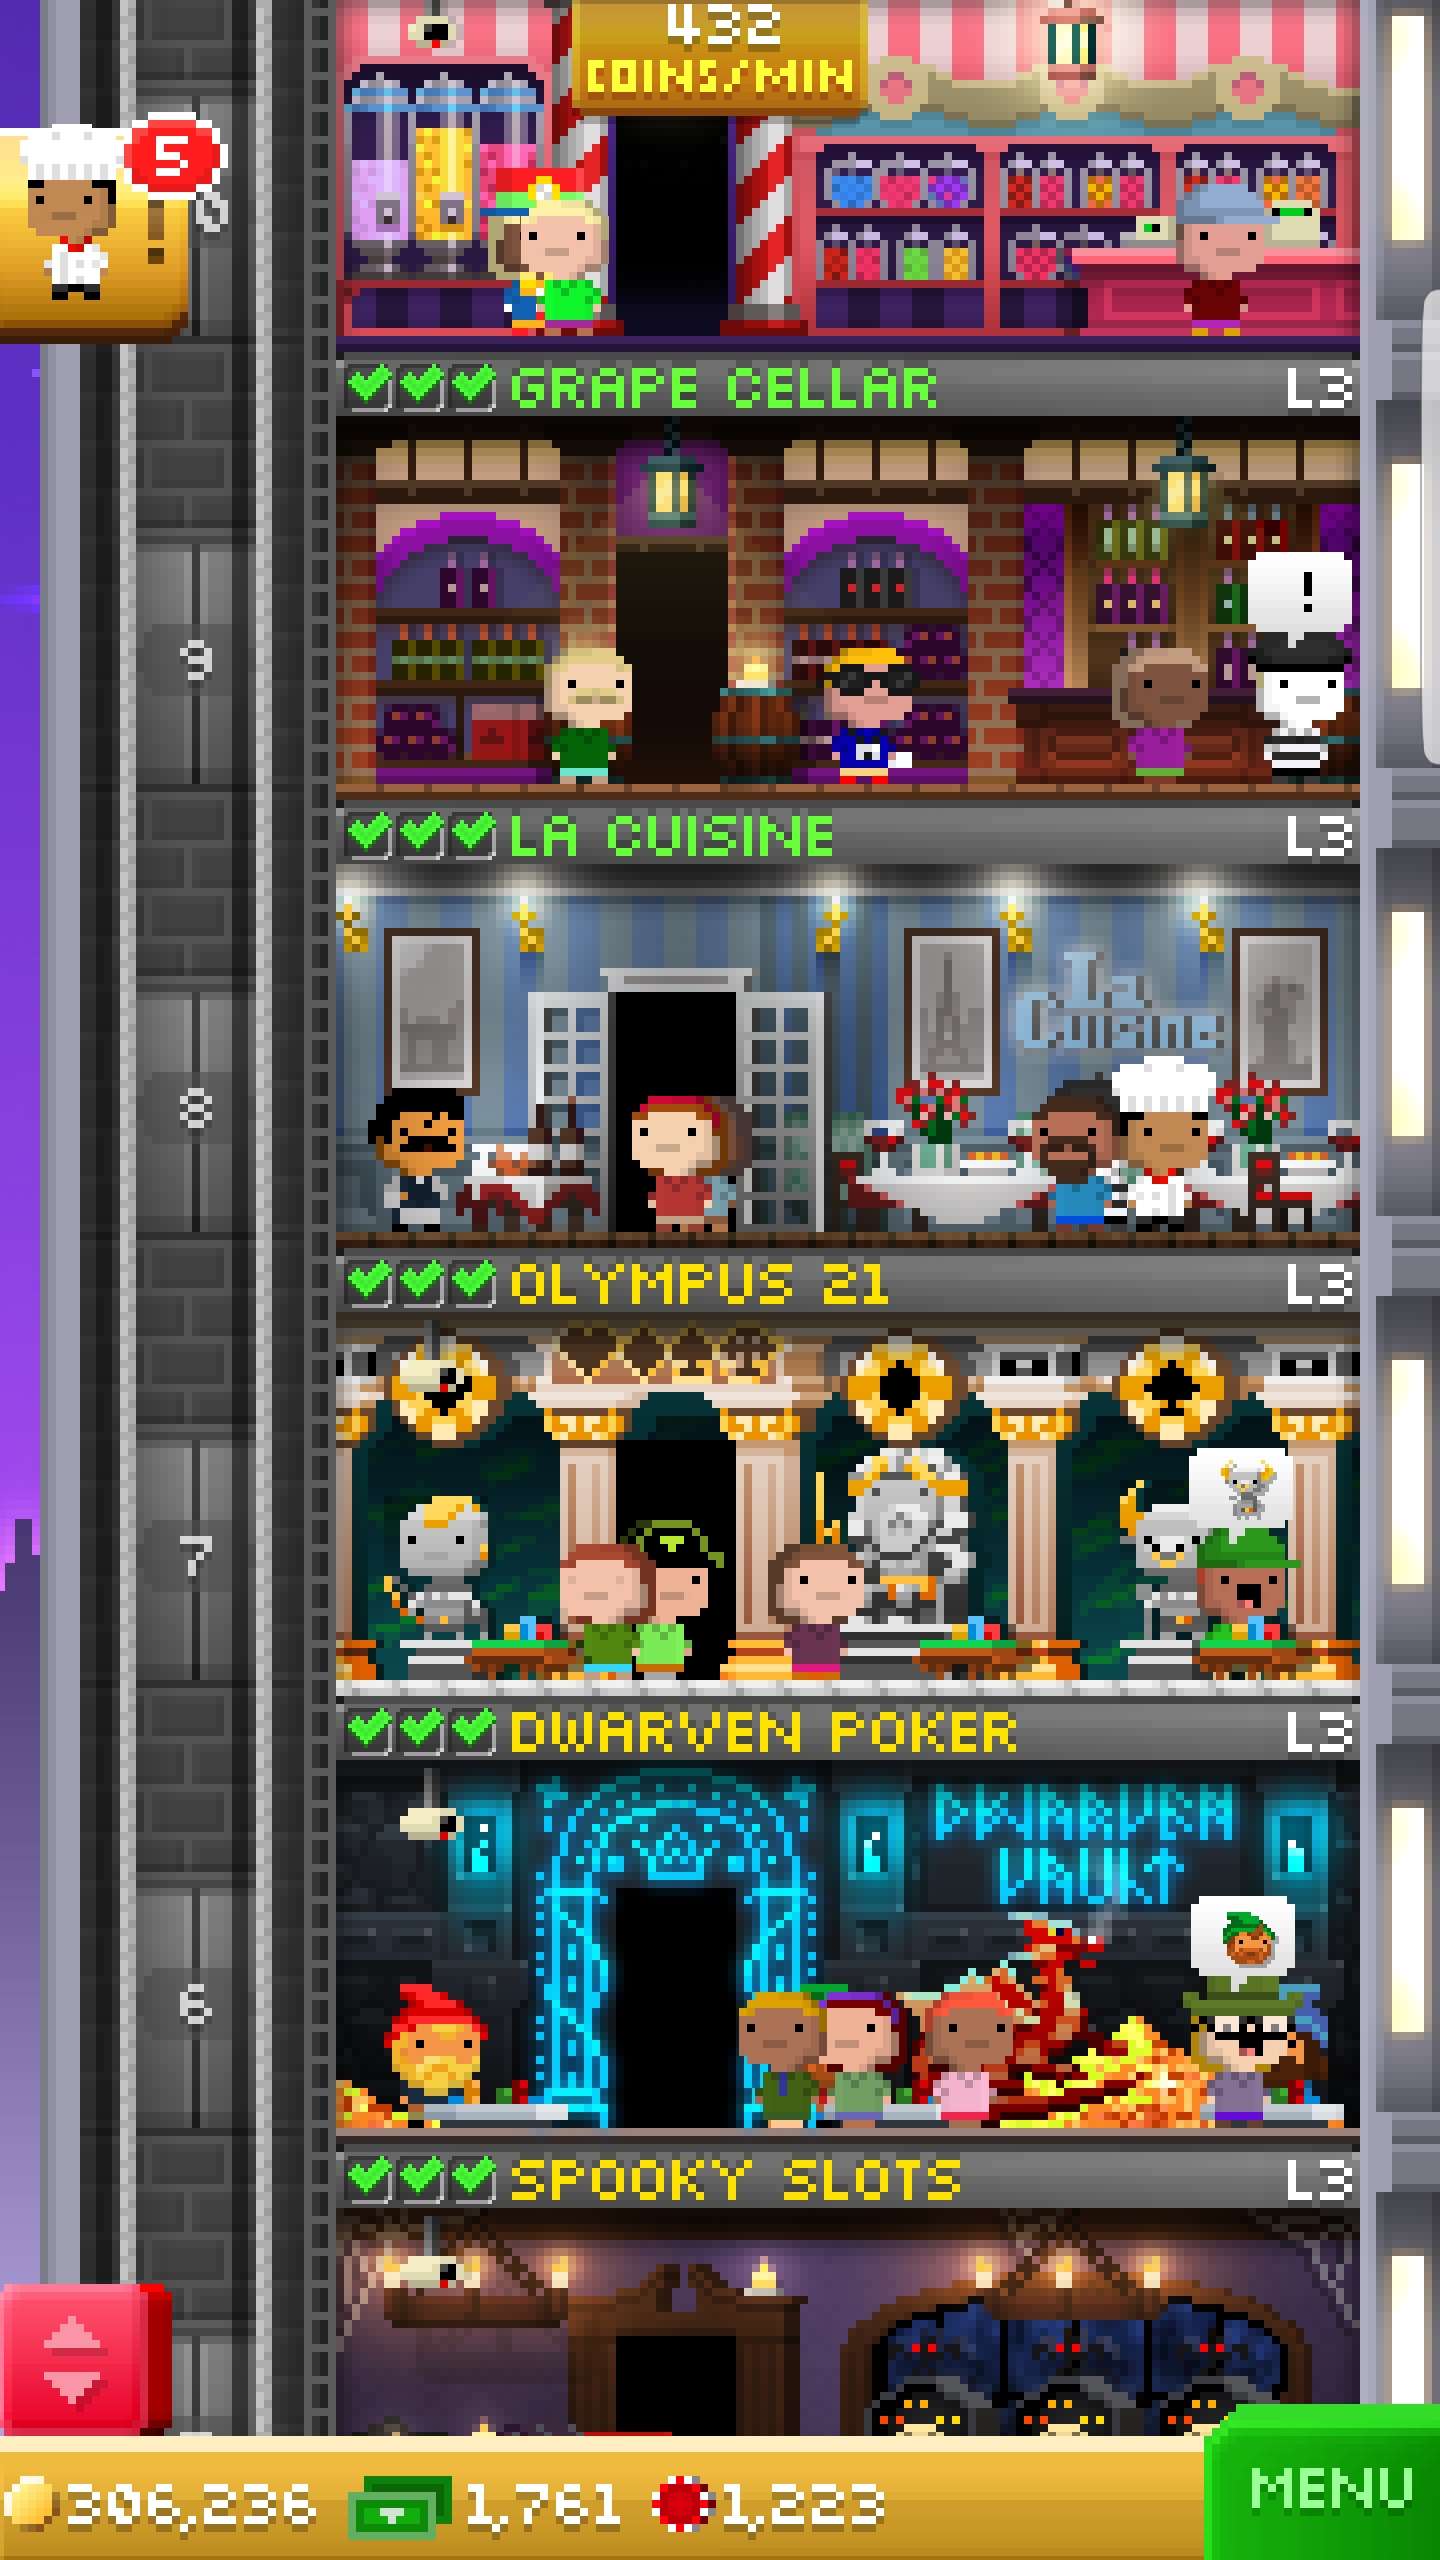 432
COINS/MIN
5
GRAPE CELLAR L3
!
9
LA CUISINE L3
La
Cuisine
8
OLYMPUS 21 L3
7
DWARVEN POKER L3
DWARVEN
VAULT
6
SPOOKY SLOTS L3
306,236 1,761 1,223
MENU